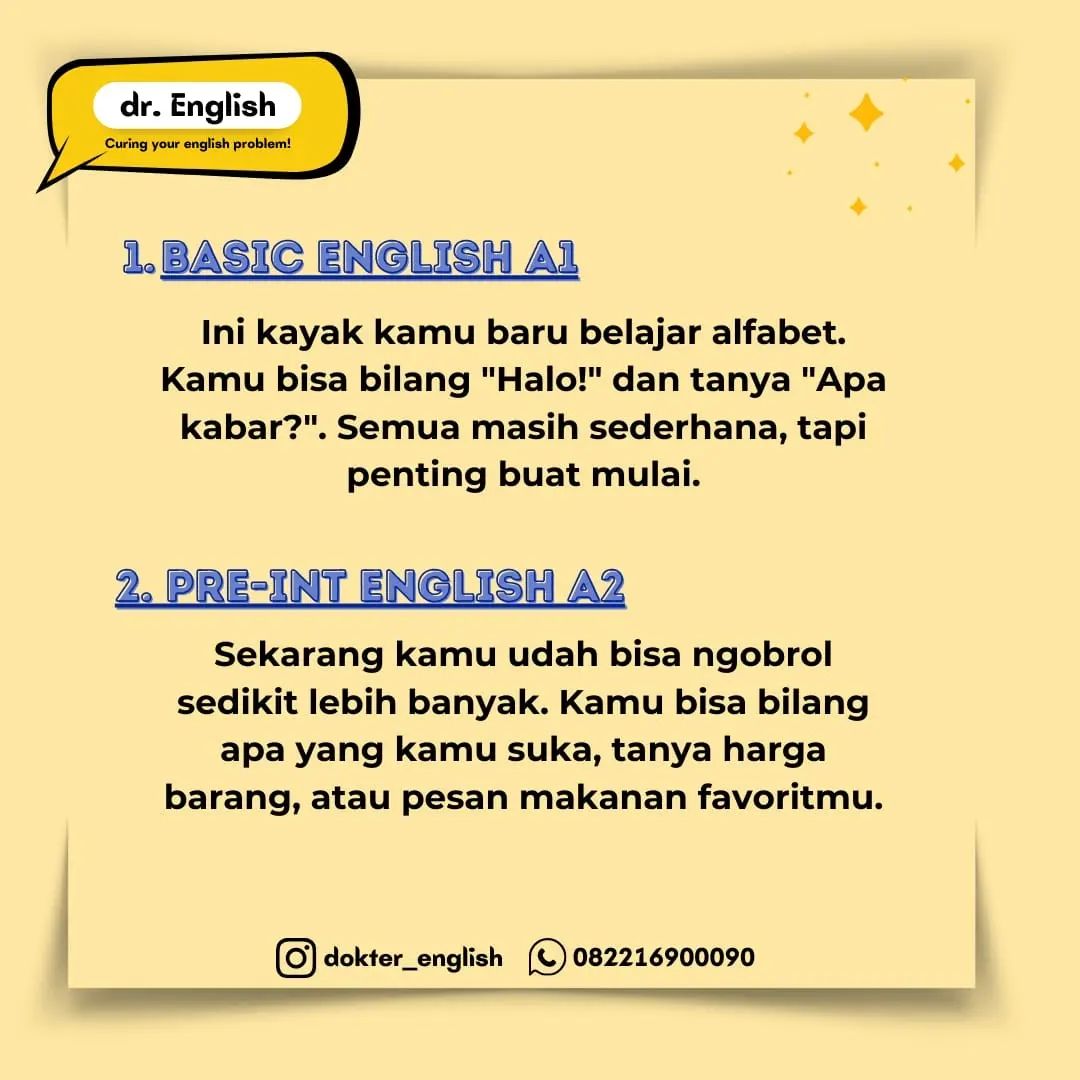 dr. English
Curing your english problem!
1. BASIC ENGLISH A1
Ini kayak kamu baru belajar alfabet.
Kamu bisa bilang "Halo!" dan tanya "Apa
kabar?". Semua masih sederhana, tapi
penting buat mulai.
2. PRE-INT ENGLISH A2
Sekarang kamu udah bisa ngobrol
sedikit lebih banyak. Kamu bisa bilang
apa yang kamu suka, tanya harga
barang, atau pesan makanan favoritmu.
dokter_english 082216900090